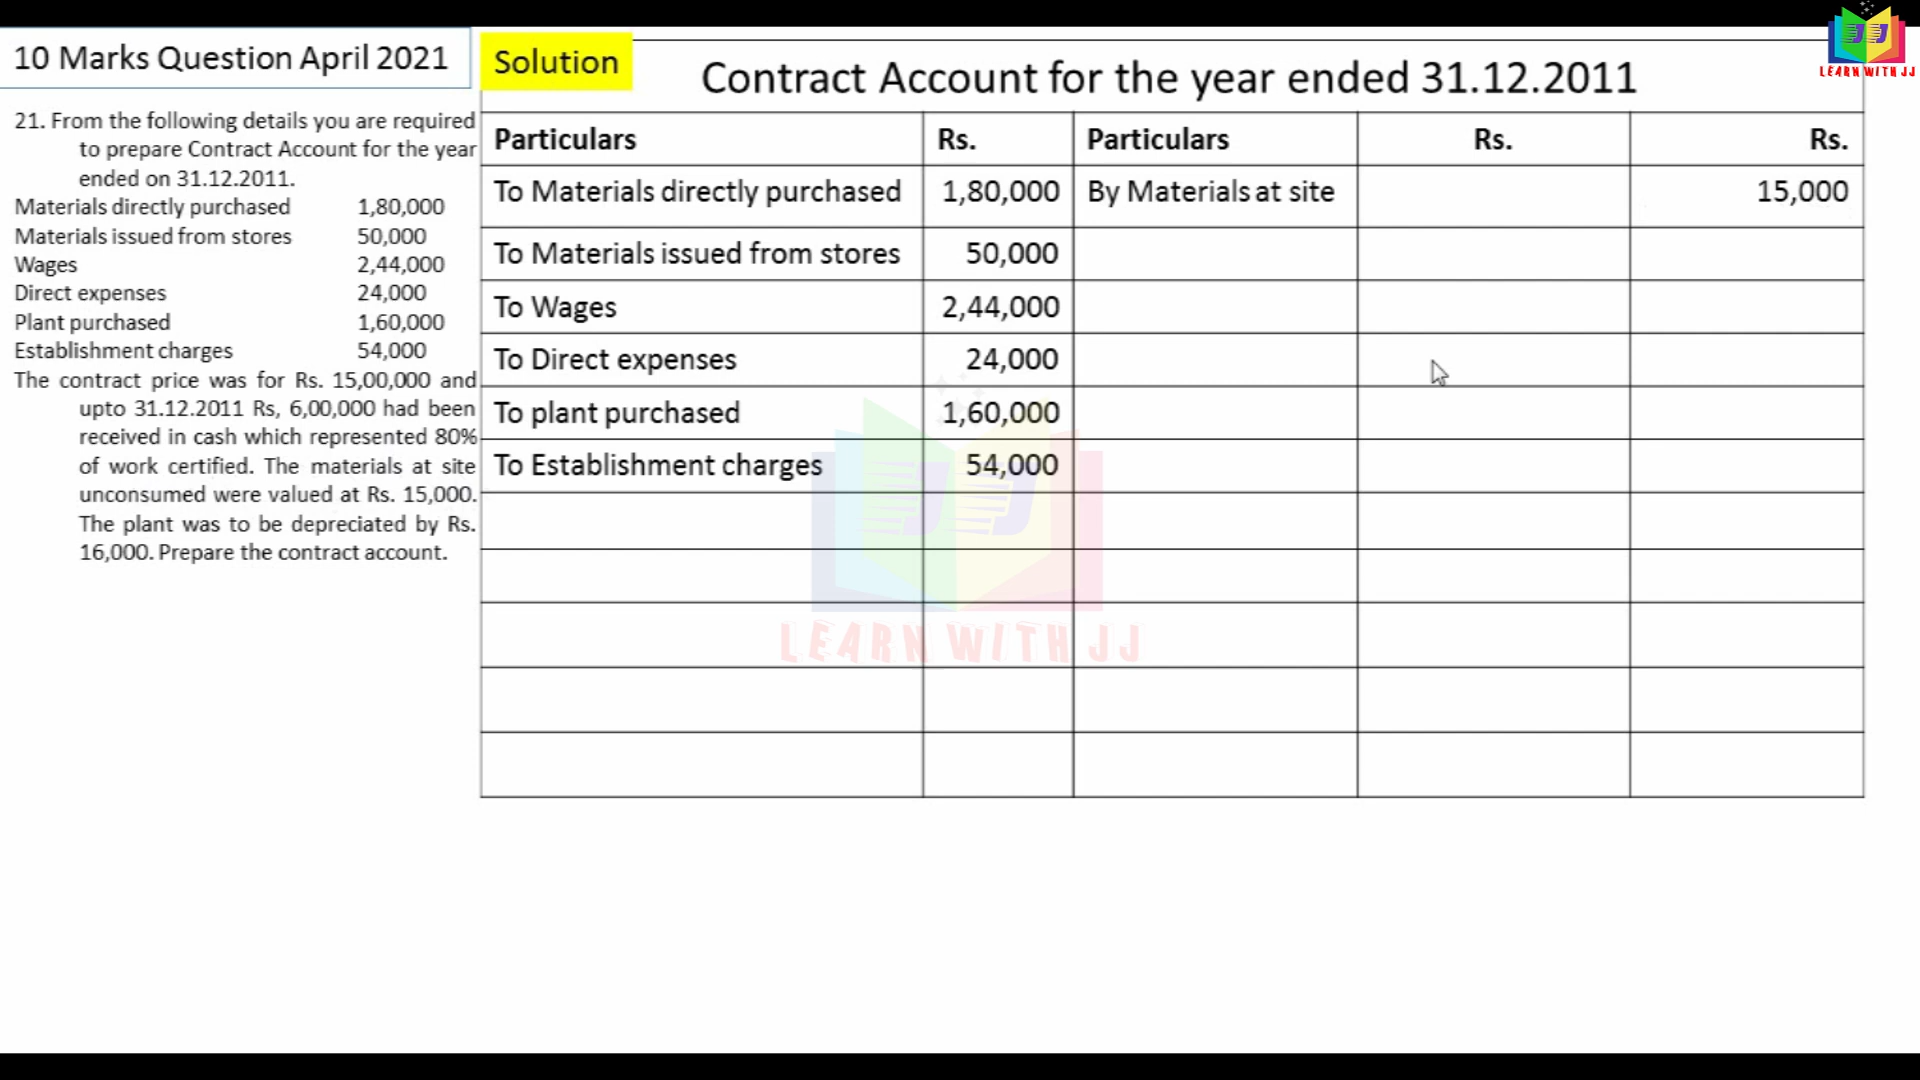 10 Marks Question April 2021
21. From the following details you are required
to prepare Contract Account for the year
ended on 31.12.2011.
Materials directly purchased 1,80,000
Materials issued from stores 50,000
Wages 2,44,000
Direct expenses 24,000
Plant purchased 1,60,000
Establishment charges 54,000
The contract price was for Rs. 15,00,000 and
upto 31.12.2011 Rs, 6,00,000 had been
received in cash which represented 80%
of work certified. The materials at site
unconsumed were valued at Rs. 15,000.
The plant was to be depreciated by Rs.
16,000. Prepare the contract account.
Solution
Contract Account for the year ended 31.12.2011
Particulars Rs. Particulars Rs. Rs.
To Materials directly purchased 1,80,000 By Materials at site 15,000
To Materials issued from stores 50,000
To Wages 2,44,000
To Direct expenses 24,000
To plant purchased 1,60,000
To Establishment charges 54,000
JJ
LEARN WITH JJ
JJ
LEARN WITH JJ